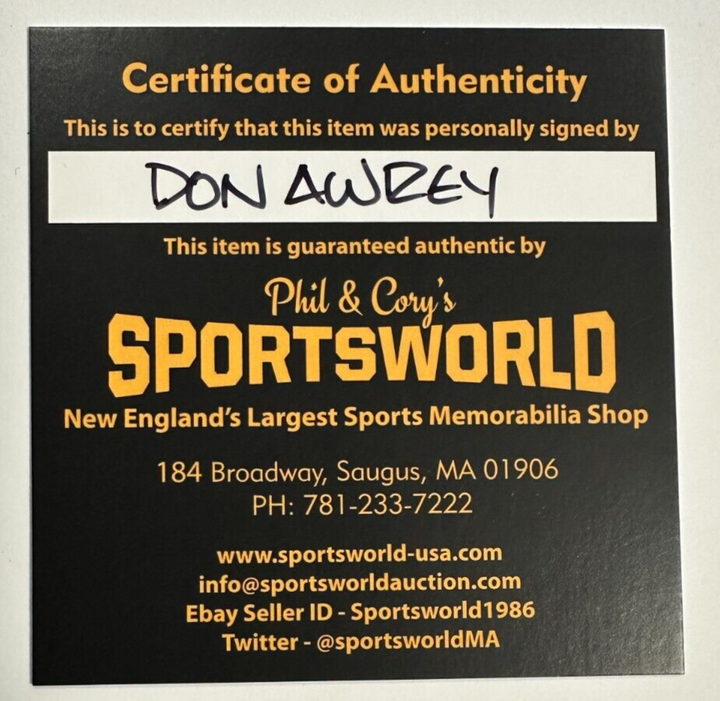 Certificate of Authenticity
This is to certify that this item was personally signed by
DON AWREY
This item is guaranteed authentic by
Phil & Cory's
SPORTSWORLD
New England's Largest Sports Memorabilia Shop
184 Broadway, Saugus, MA 01906
PH: 781-233-7222
www.sportsworld-usa.com
info@sportsworldauction.com
Ebay Seller ID - Sportsworld1986
Twitter - @sportsworldMA